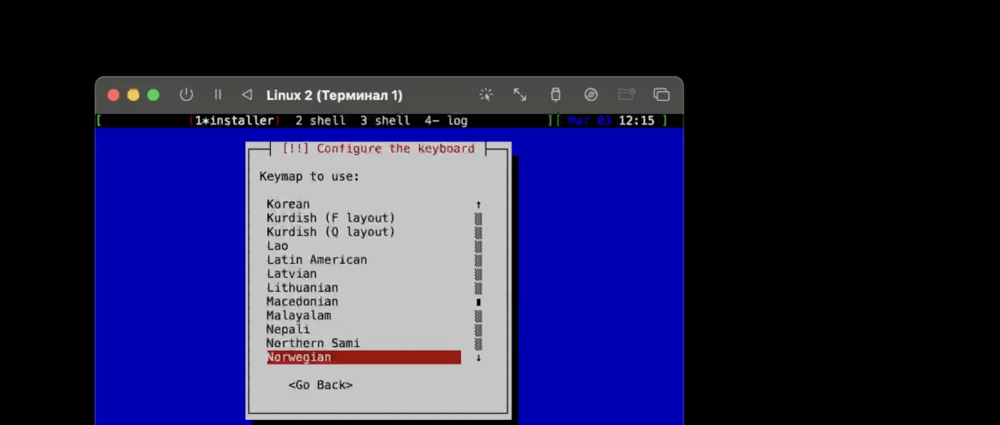 Linux 2 (Терминал 1)
[ (1*installer) 2 shell 3 shell 4- log ][ Mar 03 12:15 ]
[!!] Configure the keyboard
Keymap to use:
Korean
Kurdish (F layout)
Kurdish (Q layout)
Lao
Latin American
Latvian
Lithuanian
Macedonian
Malayalam
Nepali
Northern Sami
Norwegian
<Go Back>